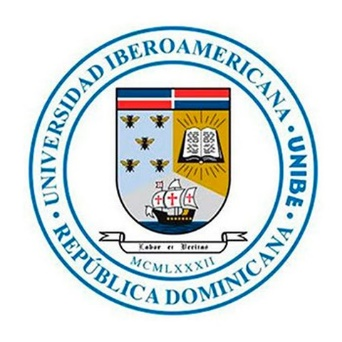 UNIVERSIDAD IBEROAMERICANA · UNIBE ·
REPÚBLICA DOMINICANA ·
Labor et Veritas
MCMLXXXII